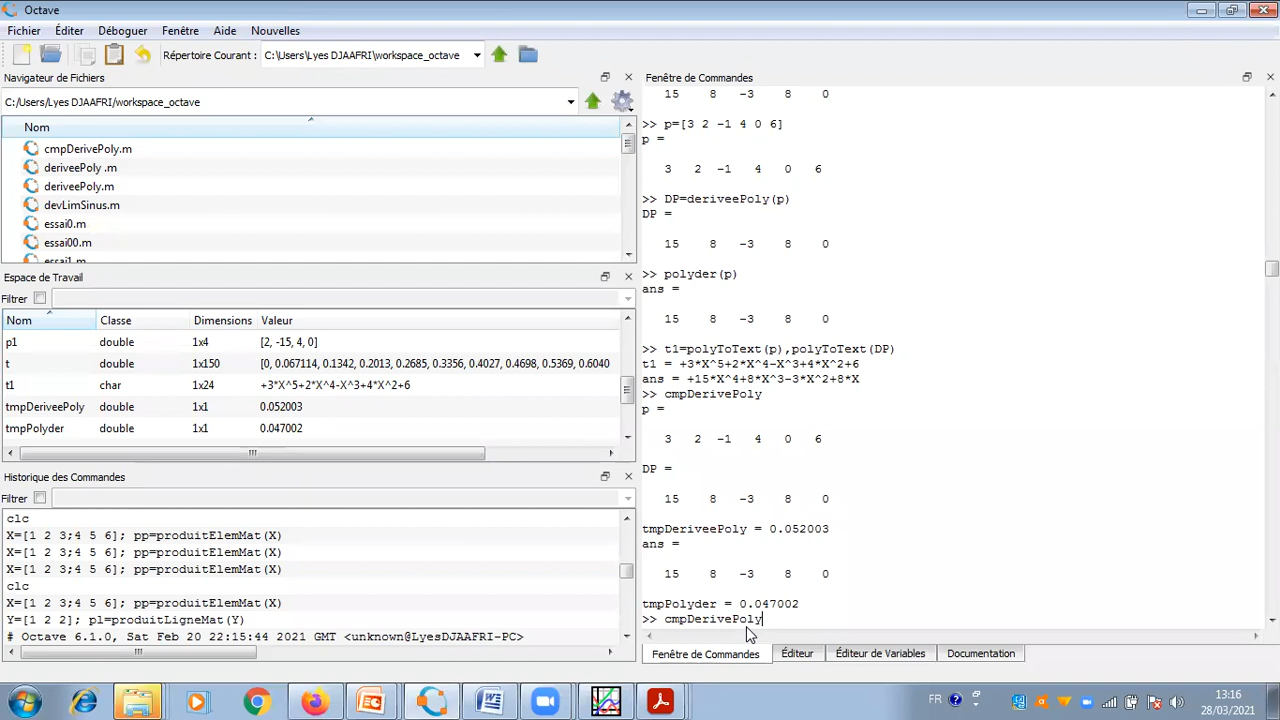 Octave
Fichier Éditer Déboguer Fenêtre Aide Nouvelles
Répertoire Courant : C:\Users\Lyes DJAAFRI\workspace_octave
Navigateur de Fichiers
C:/Users/Lyes DJAAFRI/workspace_octave
Nom
cmpDerivePoly.m
deriveePoly .m
deriveePoly.m
devLimSinus.m
essai0.m
essai00.m
essai1.m
Espace de Travail
Filtrer
Nom Classe Dimensions Valeur
p1 double 1x4 [2, -15, 4, 0]
t double 1x150 [0, 0.067114, 0.1342, 0.2013, 0.2685, 0.3356, 0.4027, 0.4698, 0.5369, 0.6040
t1 char 1x24 +3*X^5+2*X^4-X^3+4*X^2+6
tmpDeriveePoly double 1x1 0.052003
tmpPolyder double 1x1 0.047002
Historique des Commandes
Filtrer
clc
X=[1 2 3;4 5 6]; pp=produitElemMat(X)
X=[1 2 3;4 5 6]; pp=produitElemMat(X)
X=[1 2 3;4 5 6]; pp=produitElemMat(X)
clc
X=[1 2 3;4 5 6]; pp=produitElemMat(X)
Y=[1 2 2]; pl=produitLigneMat(Y)
# Octave 6.1.0, Sat Feb 20 22:15:44 2021 GMT <unknown@LyesDJAAFRI-PC>
Fenêtre de Commandes
15 8 -3 8 0
>> p=[3 2 -1 4 0 6]
p =
3 2 -1 4 0 6
>> DP=deriveePoly(p)
DP =
15 8 -3 8 0
>> polyder(p)
ans =
15 8 -3 8 0
>> t1=polyToText(p),polyToText(DP)
t1 = +3*X^5+2*X^4-X^3+4*X^2+6
ans = +15*X^4+8*X^3-3*X^2+8*X
>> cmpDerivePoly
p =
3 2 -1 4 0 6
DP =
15 8 -3 8 0
tmpDeriveePoly = 0.052003
ans =
15 8 -3 8 0
tmpPolyder = 0.047002
>> cmpDerivePoly
Fenêtre de Commandes Éditeur Éditeur de Variables Documentation
FR
13:16
28/03/2021